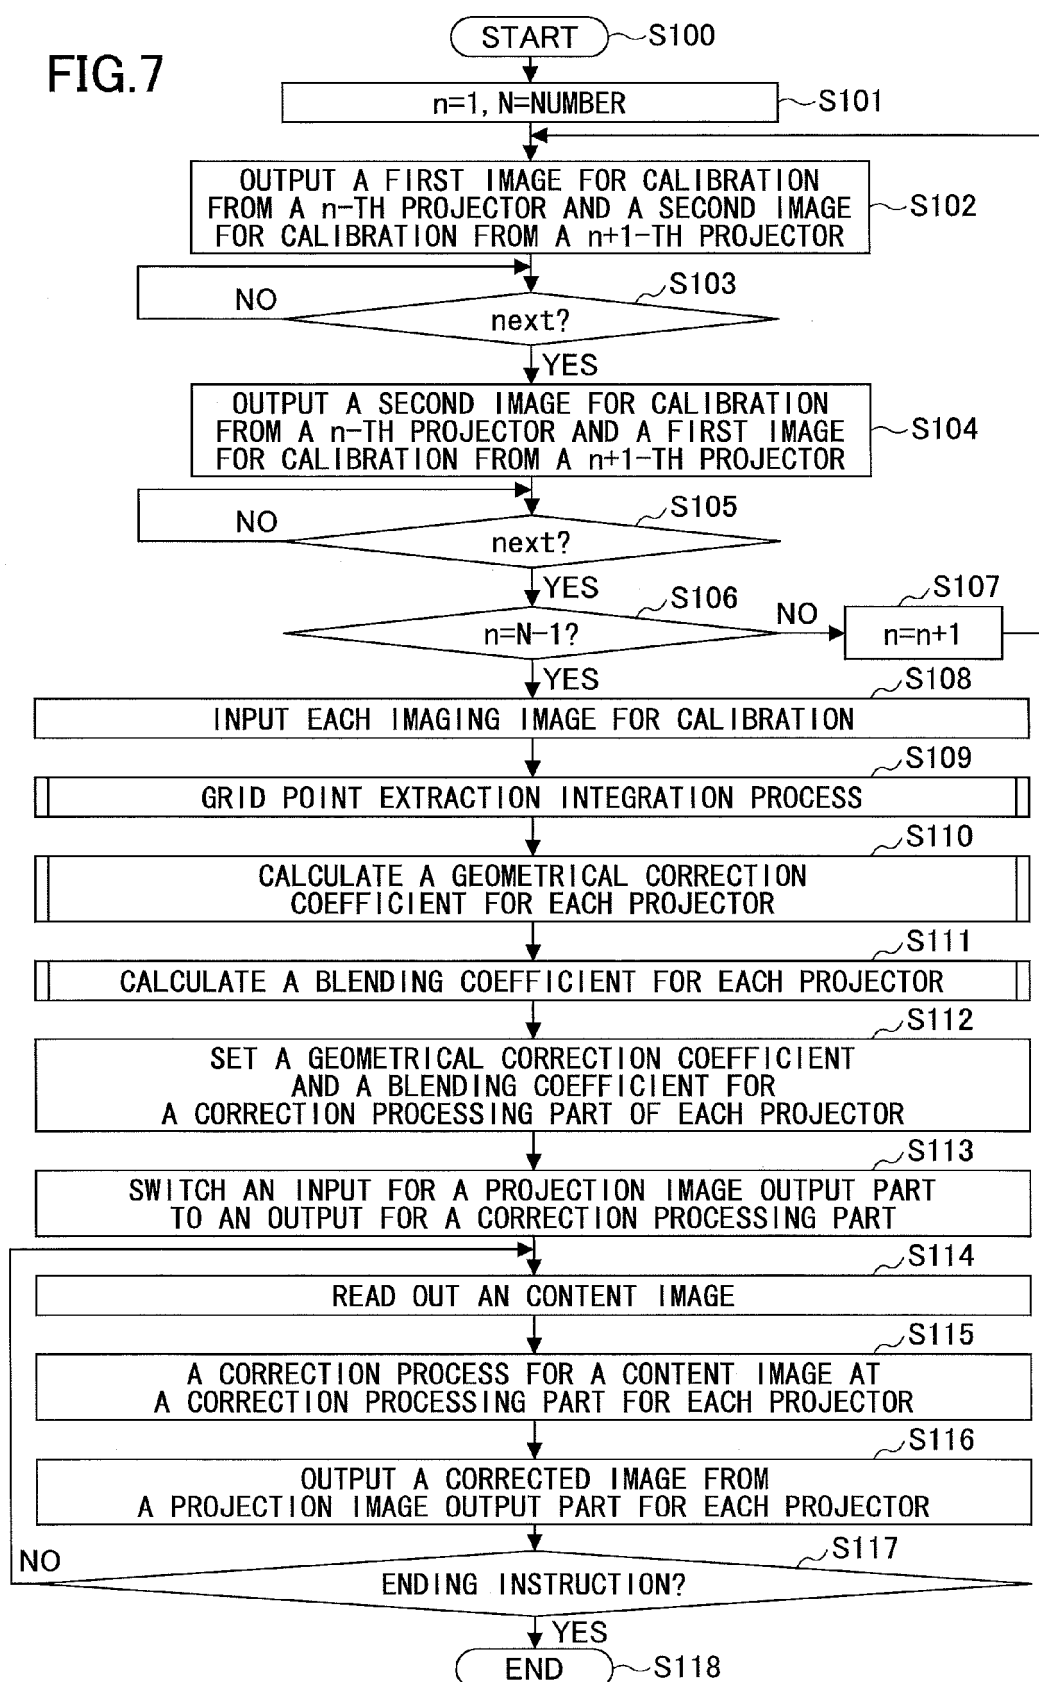 FIG.7
START
S100
n=1, N=NUMBER
S101
OUTPUT A FIRST IMAGE FOR CALIBRATION
FROM A n-TH PROJECTOR AND A SECOND IMAGE
FOR CALIBRATION FROM A n+1-TH PROJECTOR
S102
S103
NO
next?
YES
OUTPUT A SECOND IMAGE FOR CALIBRATION
FROM A n-TH PROJECTOR AND A FIRST IMAGE
FOR CALIBRATION FROM A n+1-TH PROJECTOR
S104
S105
NO
next?
YES
S106
n=N-1?
NO
S107
n=n+1
YES
S108
INPUT EACH IMAGING IMAGE FOR CALIBRATION
S109
GRID POINT EXTRACTION INTEGRATION PROCESS
S110
CALCULATE A GEOMETRICAL CORRECTION
COEFFICIENT FOR EACH PROJECTOR
S111
CALCULATE A BLENDING COEFFICIENT FOR EACH PROJECTOR
S112
SET A GEOMETRICAL CORRECTION COEFFICIENT
AND A BLENDING COEFFICIENT FOR
A CORRECTION PROCESSING PART OF EACH PROJECTOR
S113
SWITCH AN INPUT FOR A PROJECTION IMAGE OUTPUT PART
TO AN OUTPUT FOR A CORRECTION PROCESSING PART
S114
READ OUT AN CONTENT IMAGE
S115
A CORRECTION PROCESS FOR A CONTENT IMAGE AT
A CORRECTION PROCESSING PART FOR EACH PROJECTOR
S116
OUTPUT A CORRECTED IMAGE FROM
A PROJECTION IMAGE OUTPUT PART FOR EACH PROJECTOR
S117
NO
ENDING INSTRUCTION?
YES
END
S118